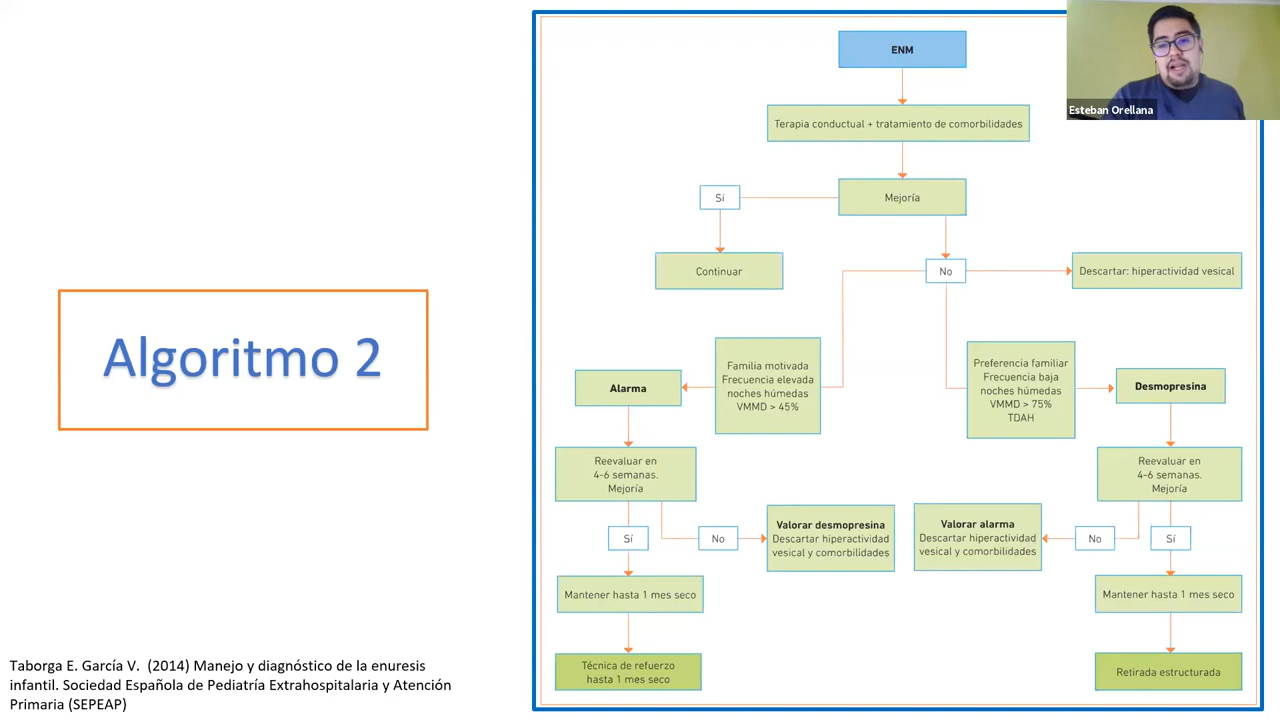 Algoritmo 2
Taborga E. García V. (2014) Manejo y diagnóstico de la enuresis
infantil. Sociedad Española de Pediatría Extrahospitalaria y Atención
Primaria (SEPEAP)
Esteban Orellana
ENM
Terapia conductual + tratamiento de comorbilidades
Mejoría
Sí
Continuar
No
Descartar: hiperactividad vesical
Familia motivada
Frecuencia elevada
noches húmedas
VMMD > 45%
Alarma
Preferencia familiar
Frecuencia baja
noches húmedas
VMMD > 75%
TDAH
Desmopresina
Reevaluar en
4-6 semanas.
Mejoría
Sí
No
Valorar desmopresina
Descartar hiperactividad
vesical y comorbilidades
Mantener hasta 1 mes seco
Técnica de refuerzo
hasta 1 mes seco
Reevaluar en
4-6 semanas.
Mejoría
No
Sí
Valorar alarma
Descartar hiperactividad
vesical y comorbilidades
Mantener hasta 1 mes seco
Retirada estructurada